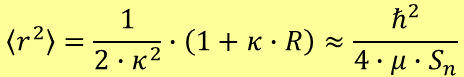 ⟨r²⟩ = 1 / (2 · κ²) · (1 + κ · R) ≈ ℏ² / (4 · μ · Sₙ)